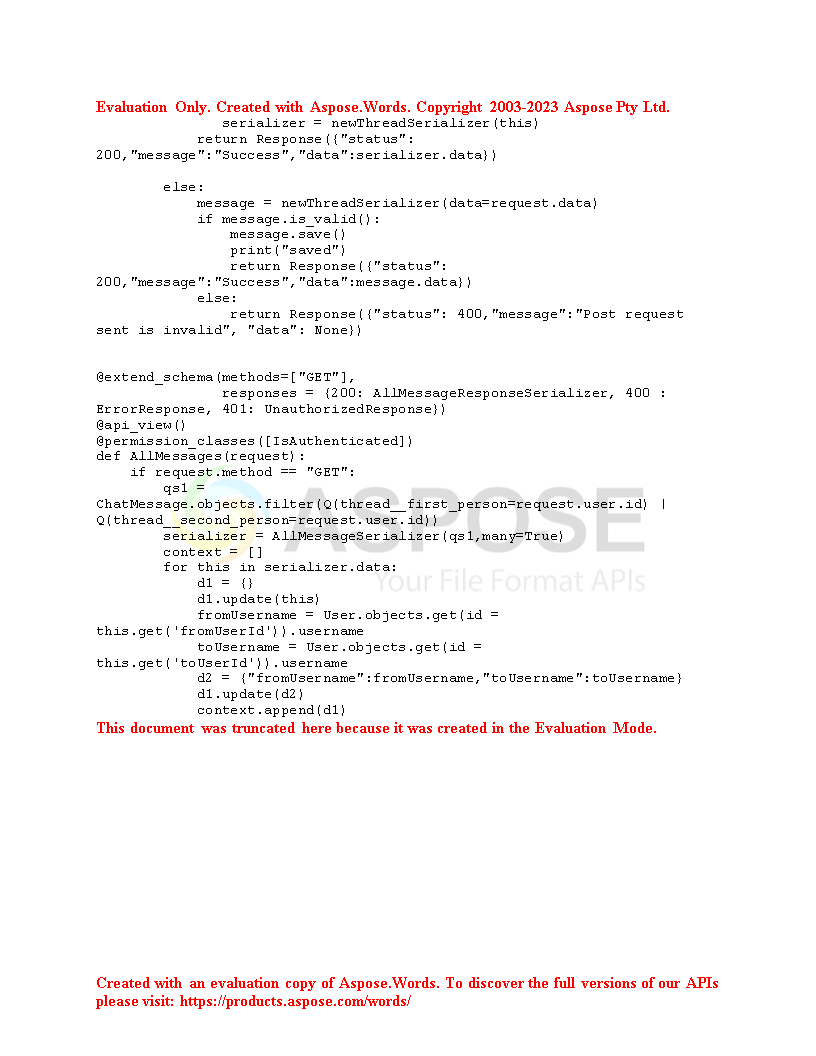 Evaluation Only. Created with Aspose.Words. Copyright 2003-2023 Aspose Pty Ltd.
               serializer = newThreadSerializer(this)
            return Response({"status":
200,"message":"Success","data":serializer.data})

        else:
            message = newThreadSerializer(data=request.data)
            if message.is_valid():
                message.save()
                print("saved")
                return Response({"status":
200,"message":"Success","data":message.data})
            else:
                return Response({"status": 400,"message":"Post request
sent is invalid", "data": None})


@extend_schema(methods=["GET"],
               responses = {200: AllMessageResponseSerializer, 400 :
ErrorResponse, 401: UnauthorizedResponse})
@api_view()
@permission_classes([IsAuthenticated])
def AllMessages(request):
    if request.method == "GET":
        qs1 =
ChatMessage.objects.filter(Q(thread__first_person=request.user.id) |
Q(thread__second_person=request.user.id))
        serializer = AllMessageSerializer(qs1,many=True)
        context = []
        for this in serializer.data:
            d1 = {}
            d1.update(this)
            fromUsername = User.objects.get(id =
this.get('fromUserId')).username
            toUsername = User.objects.get(id =
this.get('toUserId')).username
            d2 = {"fromUsername":fromUsername,"toUsername":toUsername}
            d1.update(d2)
            context.append(d1)
This document was truncated here because it was created in the Evaluation Mode.
ASPOSE
Your File Format APIs
Created with an evaluation copy of Aspose.Words. To discover the full versions of our APIs
please visit: https://products.aspose.com/words/